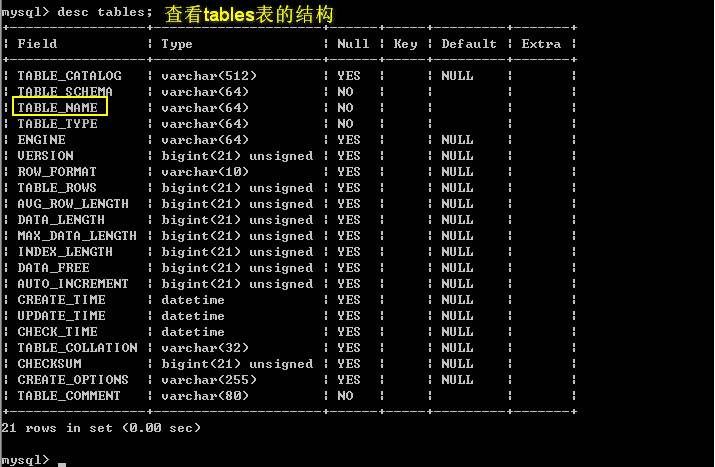 mysql> desc tables; 查看tables表的结构
+-----------------+---------------------+------+-----+---------+-------+
| Field           | Type                | Null | Key | Default | Extra |
+-----------------+---------------------+------+-----+---------+-------+
| TABLE_CATALOG   | varchar(512)        | YES  |     | NULL    |       |
| TABLE_SCHEMA    | varchar(64)         | NO   |     |         |       |
| TABLE_NAME      | varchar(64)         | NO   |     |         |       |
| TABLE_TYPE      | varchar(64)         | NO   |     |         |       |
| ENGINE          | varchar(64)         | YES  |     | NULL    |       |
| VERSION         | bigint(21) unsigned | YES  |     | NULL    |       |
| ROW_FORMAT      | varchar(10)         | YES  |     | NULL    |       |
| TABLE_ROWS      | bigint(21) unsigned | YES  |     | NULL    |       |
| AVG_ROW_LENGTH  | bigint(21) unsigned | YES  |     | NULL    |       |
| DATA_LENGTH     | bigint(21) unsigned | YES  |     | NULL    |       |
| MAX_DATA_LENGTH | bigint(21) unsigned | YES  |     | NULL    |       |
| INDEX_LENGTH    | bigint(21) unsigned | YES  |     | NULL    |       |
| DATA_FREE       | bigint(21) unsigned | YES  |     | NULL    |       |
| AUTO_INCREMENT  | bigint(21) unsigned | YES  |     | NULL    |       |
| CREATE_TIME     | datetime            | YES  |     | NULL    |       |
| UPDATE_TIME     | datetime            | YES  |     | NULL    |       |
| CHECK_TIME      | datetime            | YES  |     | NULL    |       |
| TABLE_COLLATION | varchar(32)         | YES  |     | NULL    |       |
| CHECKSUM        | bigint(21) unsigned | YES  |     | NULL    |       |
| CREATE_OPTIONS  | varchar(255)        | YES  |     | NULL    |       |
| TABLE_COMMENT   | varchar(80)         | NO   |     |         |       |
+-----------------+---------------------+------+-----+---------+-------+
21 rows in set (0.00 sec)
mysql> _